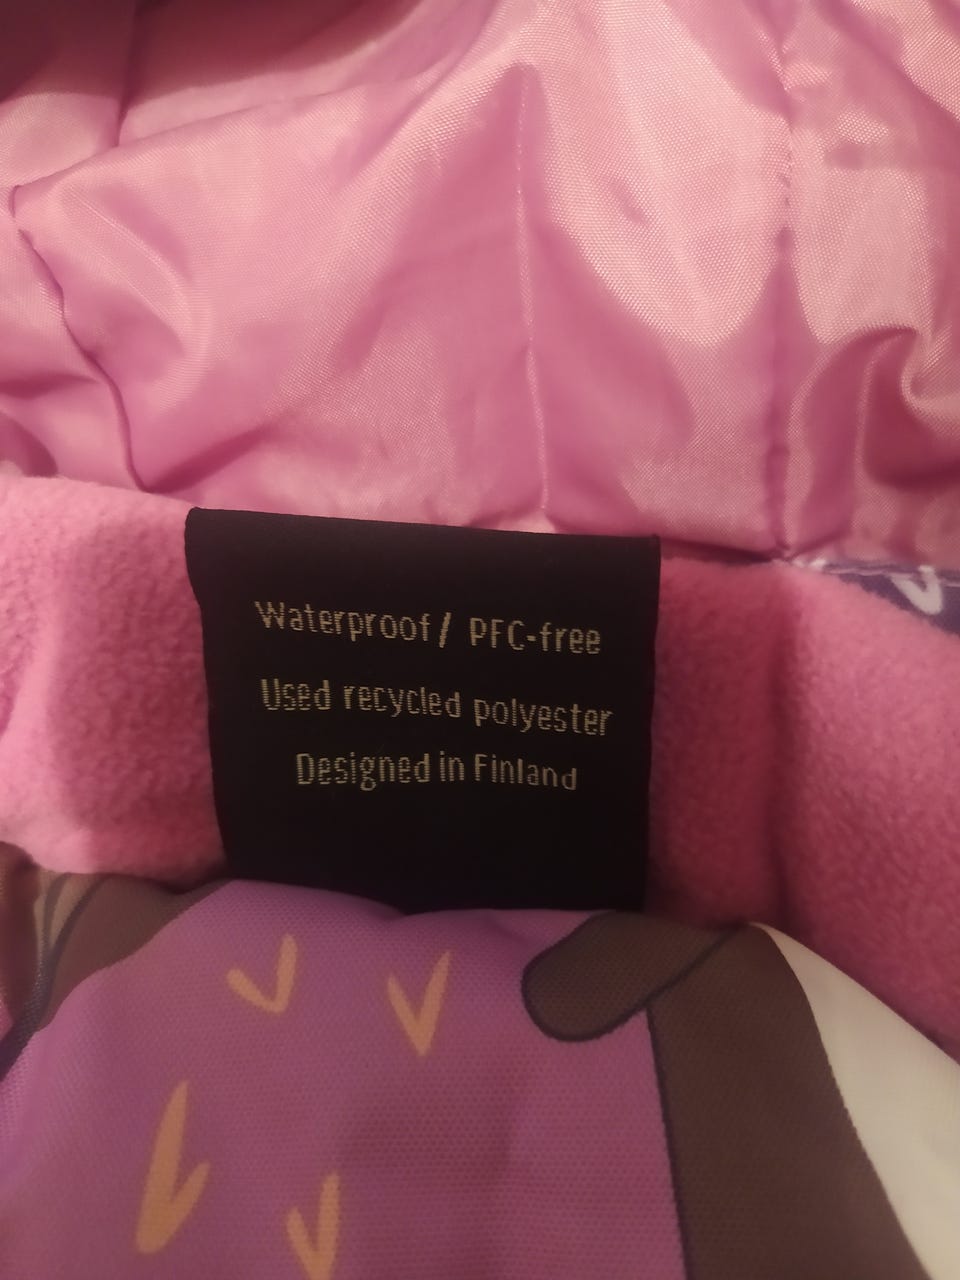 Waterproof / PFC-free
Used recycled polyester
Designed in Finland